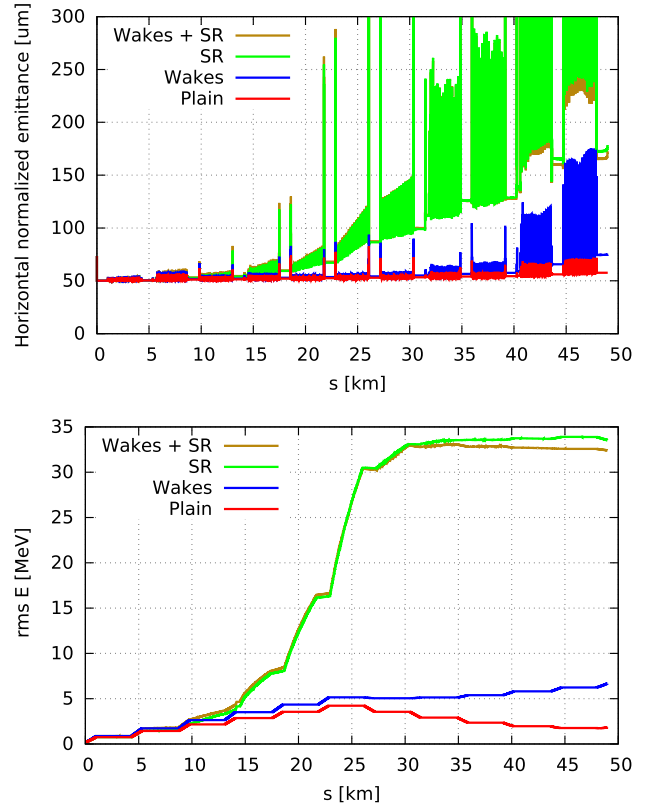 Horizontal normalized emittance [um]
300
250
200
150
100
50
0
Wakes + SR
SR
Wakes
Plain
0 5 10 15 20 25 30 35 40 45 50
s [km]
rms E [MeV]
35
30
25
20
15
10
5
0
Wakes + SR
SR
Wakes
Plain
0 5 10 15 20 25 30 35 40 45 50
s [km]